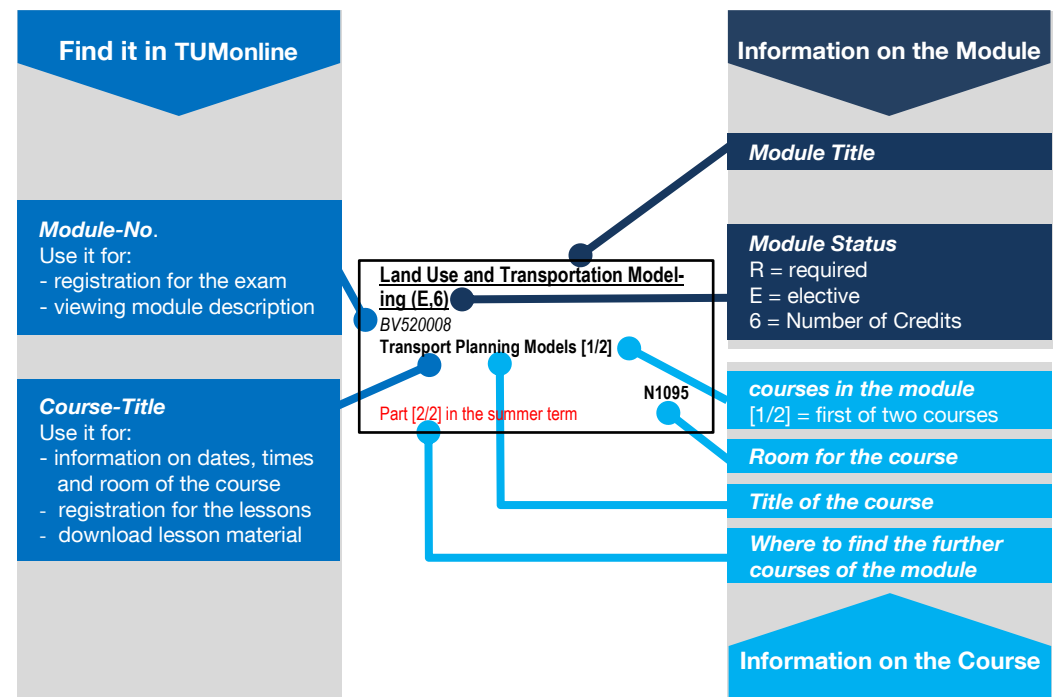 Find it in TUMonline
Module-No.
Use it for:
- registration for the exam
- viewing module description
Course-Title
Use it for:
- information on dates, times
and room of the course
- registration for the lessons
- download lesson material
Land Use and Transportation Model-
ing (E,6)
BV520008
Transport Planning Models [1/2]
N1095
Part [2/2] in the summer term
Information on the Module
Module Title
Module Status
R = required
E = elective
6 = Number of Credits
courses in the module
[1/2] = first of two courses
Room for the course
Title of the course
Where to find the further
courses of the module
Information on the Course